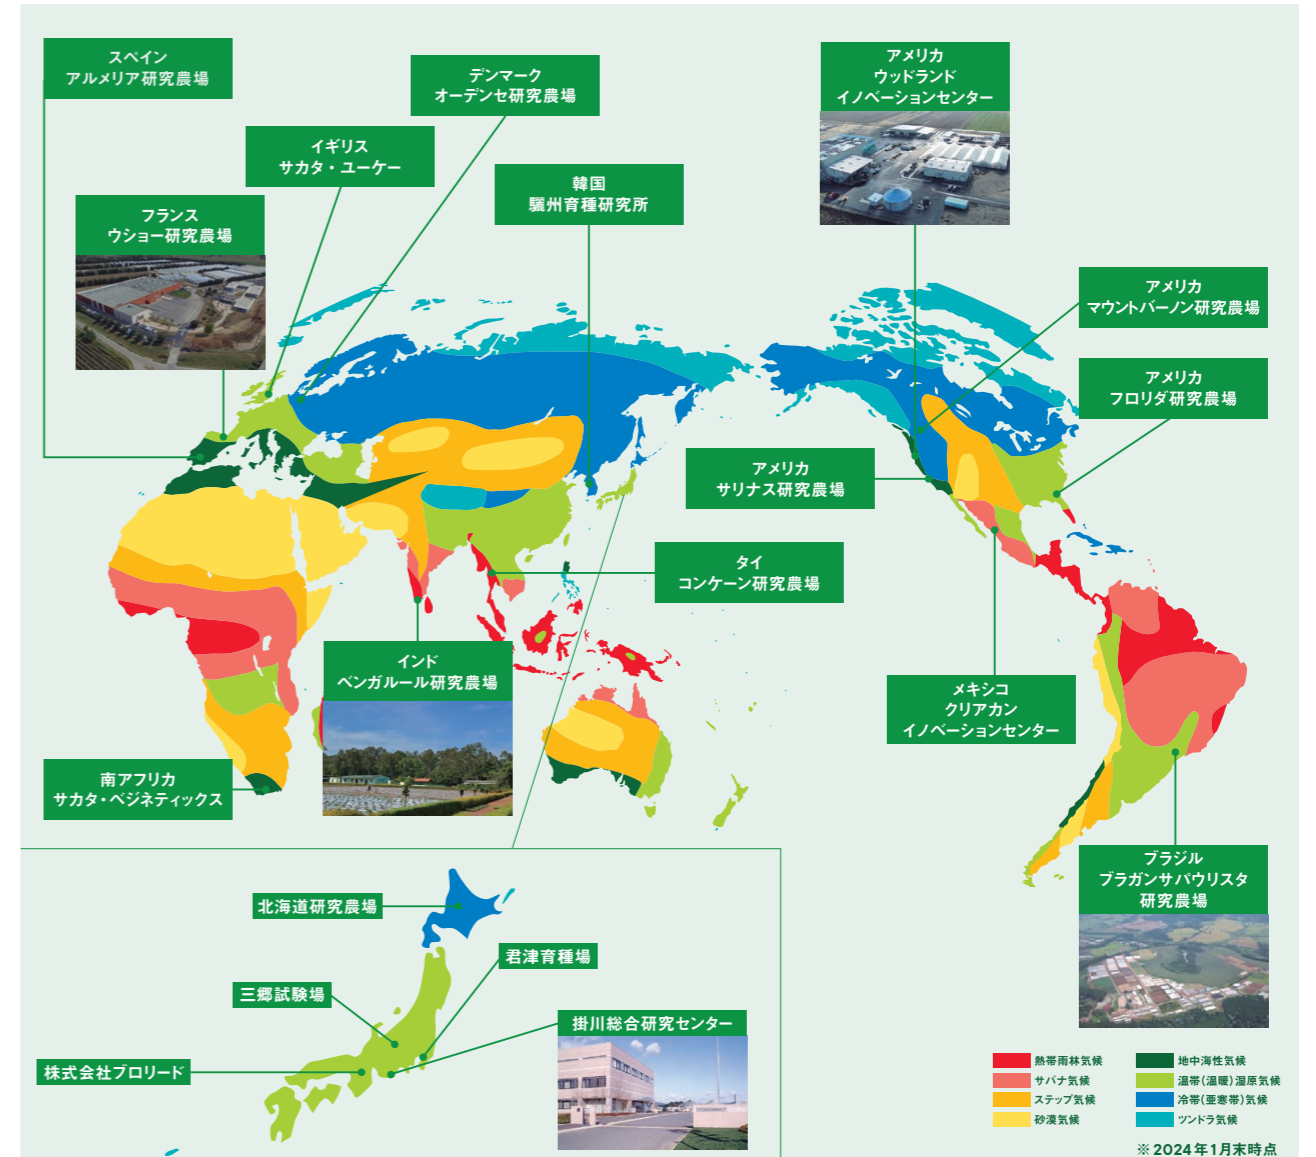 スペイン
アルメリア研究農場
デンマーク
オーデンセ研究農場
アメリカ
ウッドランド
イノベーションセンター
イギリス
サカタ・ユーケー
韓国
驪州育種研究所
フランス
ウショー研究農場
アメリカ
マウントバーノン研究農場
アメリカ
フロリダ研究農場
アメリカ
サリナス研究農場
タイ
コンケーン研究農場
インド
ベンガルール研究農場
メキシコ
クリアカン
イノベーションセンター
南アフリカ
サカタ・ベジネティックス
ブラジル
ブラガンサパウリスタ
研究農場
北海道研究農場
君津育種場
三郷試験場
掛川総合研究センター
株式会社ブロリード
熱帯雨林気候
サバナ気候
ステップ気候
砂漠気候
地中海性気候
温帯(温暖)湿原気候
冷帯(亜寒帯)気候
ツンドラ気候
※2024年1月末時点